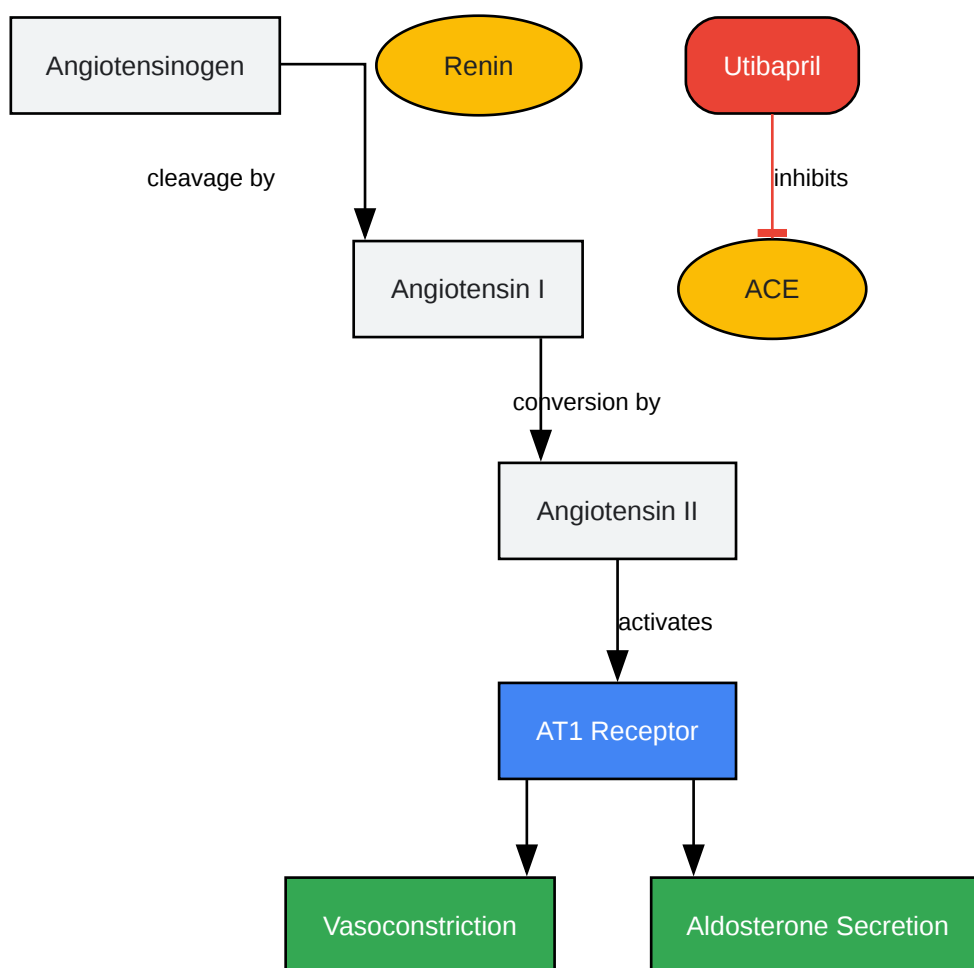 Angiotensinogen
Renin
Utibapril
cleavage by
inhibits
Angiotensin I
ACE
conversion by
Angiotensin II
activates
AT1 Receptor
Vasoconstriction
Aldosterone Secretion